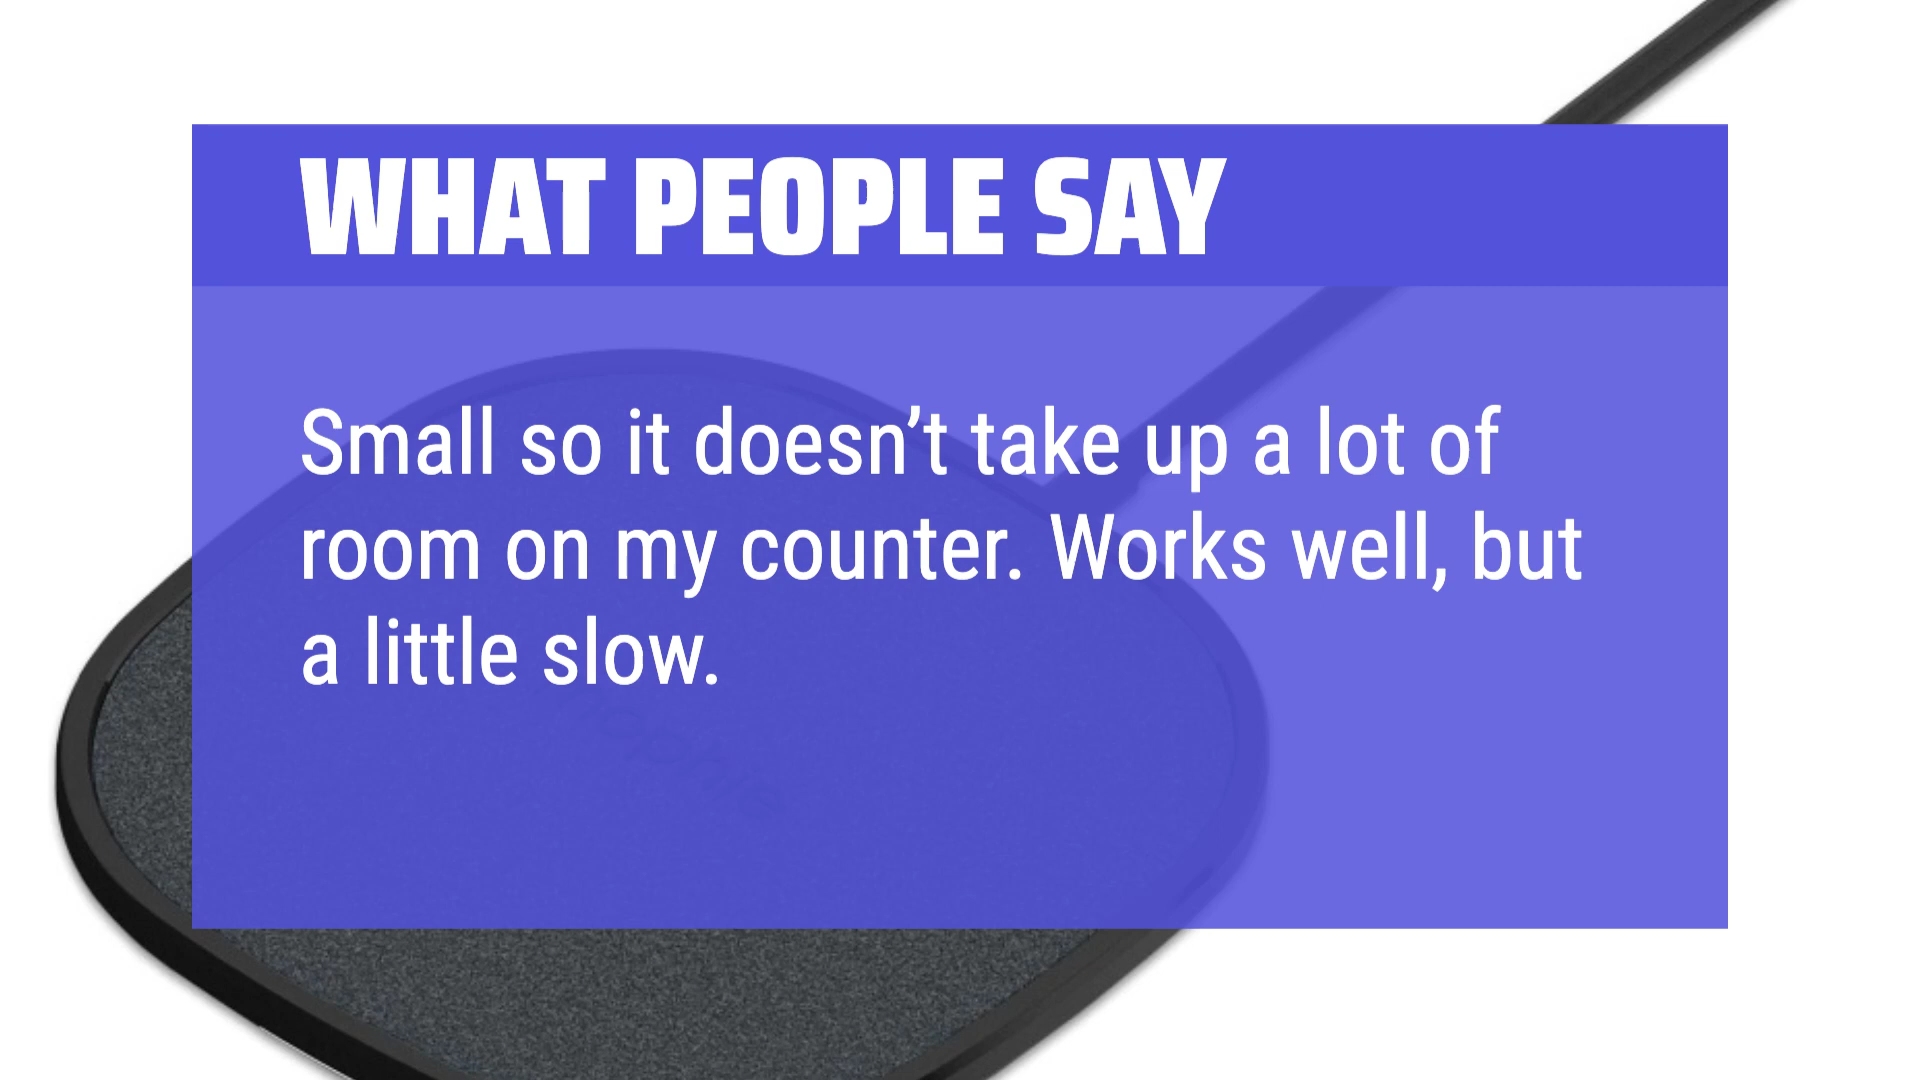 WHAT PEOPLE SAY
Small so it doesn’t take up a lot of
room on my counter. Works well, but
a little slow.